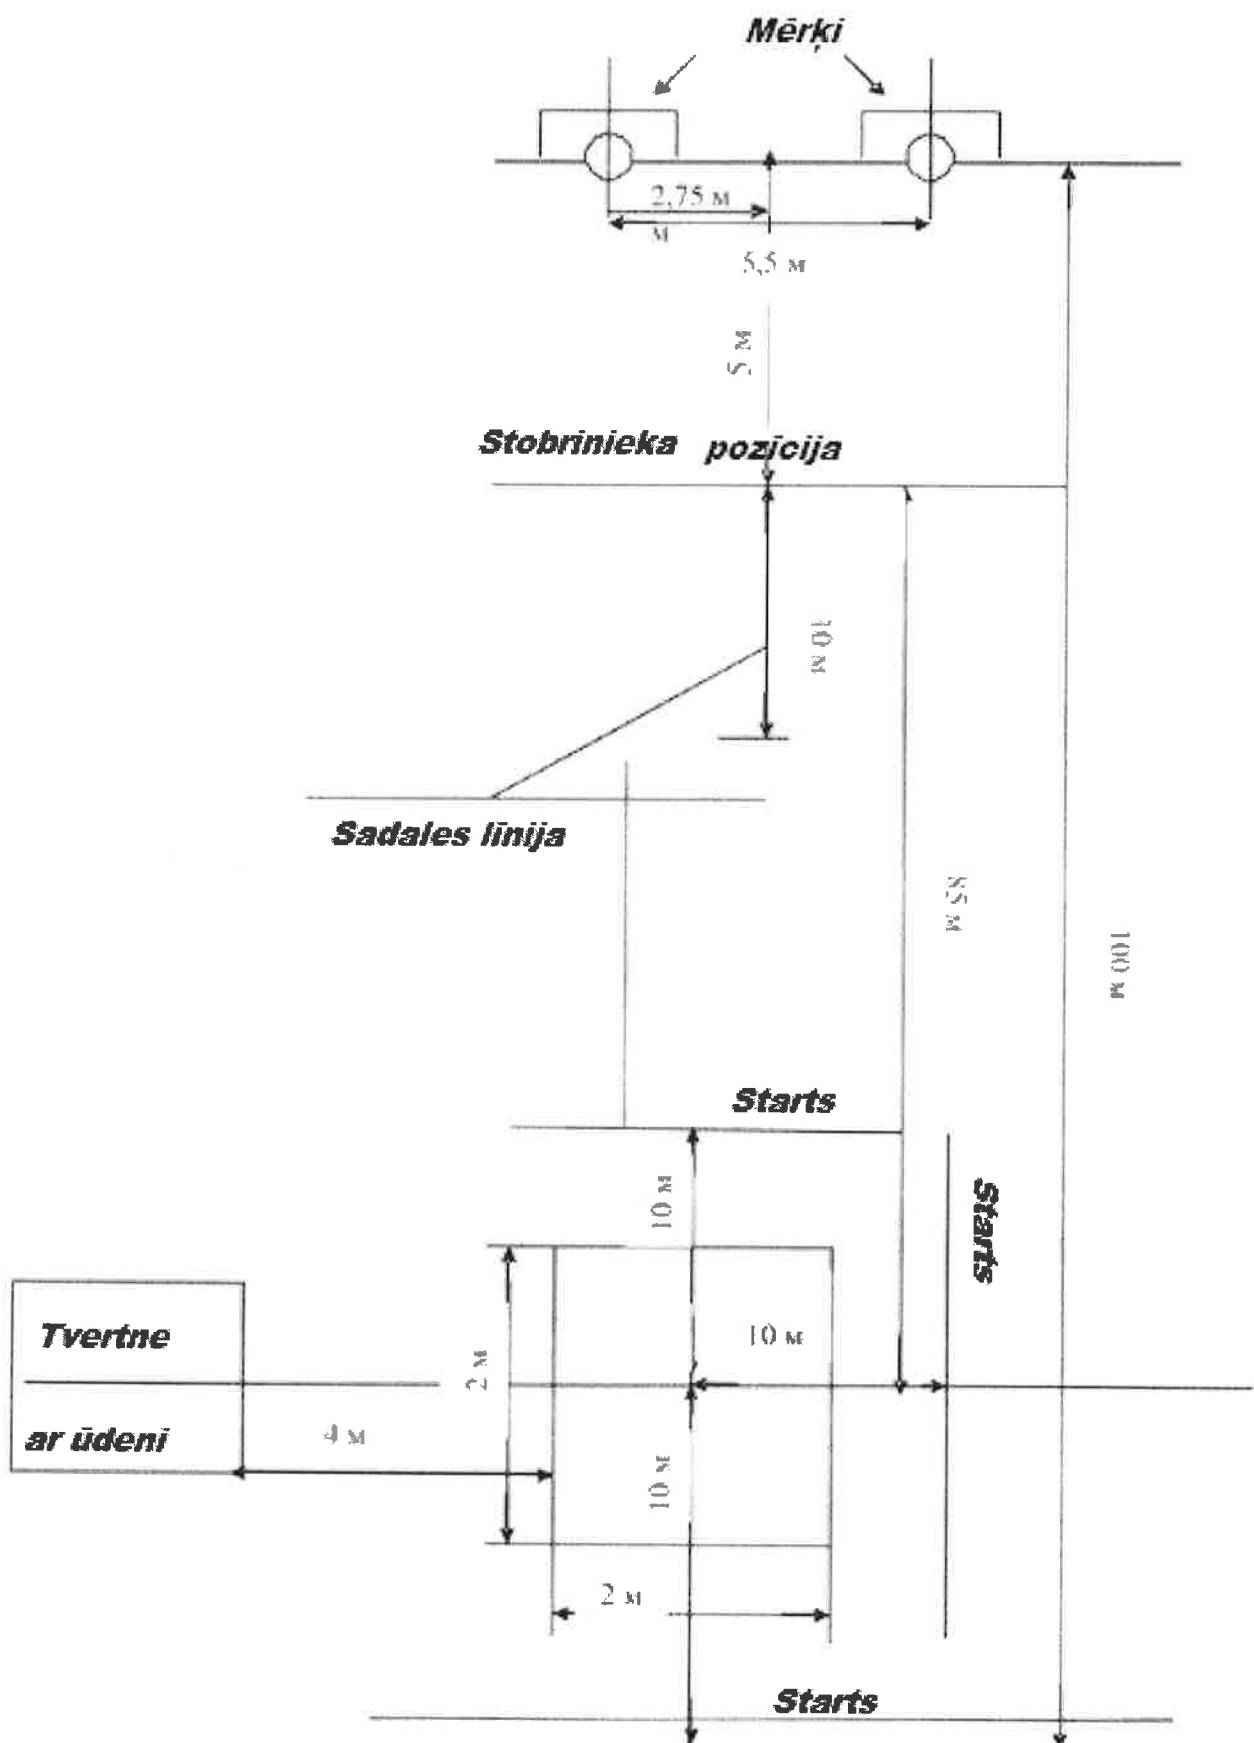 Mērķi
2,75 м
м
5,5 м
5 м
Stobrinieka pozīcija
10 м
Sadales līnija
85 м
100 м
Starts
10 м
Starts
Tvertne
ar ūdeni
10 м
2 м
4 м
10 м
2 м
Starts